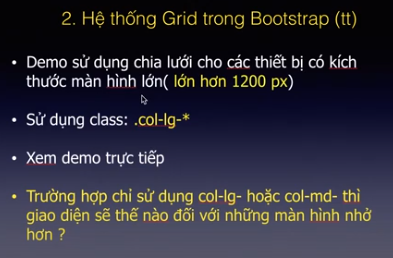 2. Hệ thống Grid trong Bootstrap (tt)
• Demo sử dụng chia lưới cho các thiết bị có kích
thước màn hình lớn( lớn hơn 1200 px)
• Sử dụng class: .col-lg-*
• Xem demo trực tiếp
• Trường hợp chỉ sử dụng col-lg- hoặc col-md- thì
giao diện sẽ thế nào đối với những màn hình nhở
hơn ?